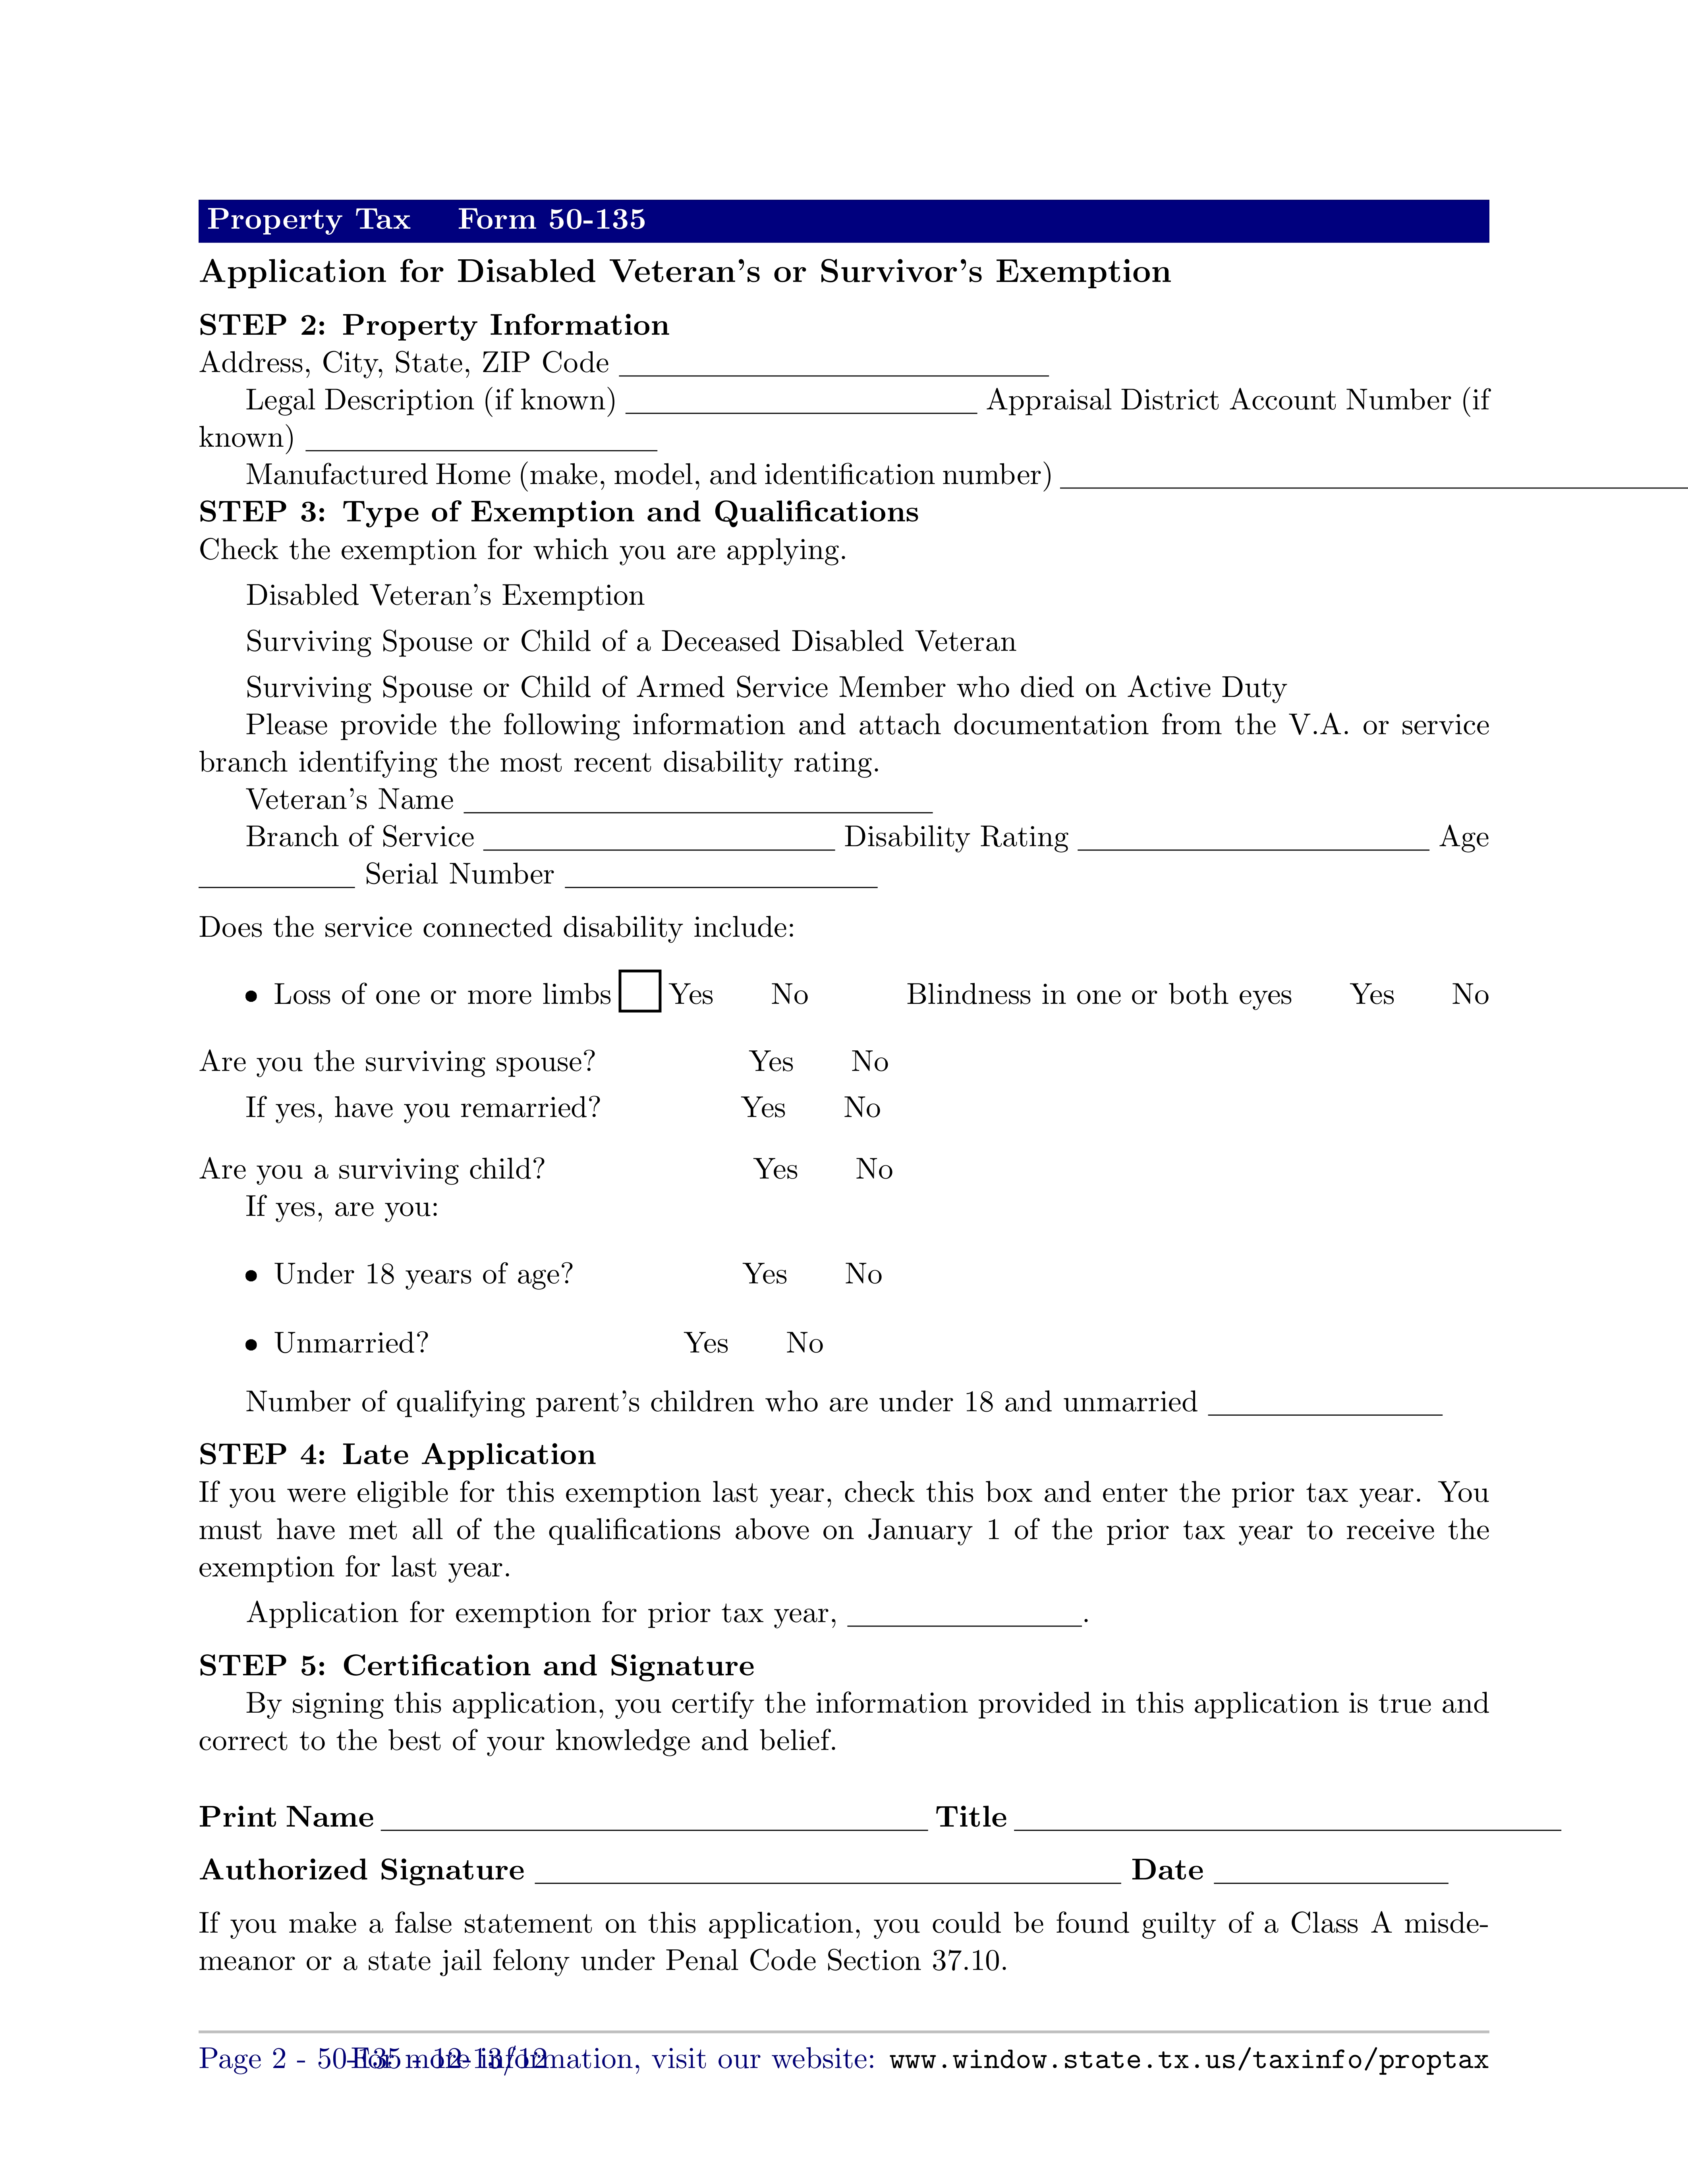 Property Tax Form 50-135
Application for Disabled Veteran's or Survivor's Exemption
STEP 2: Property Information
Address, City, State, ZIP Code
Legal Description (if known) Appraisal District Account Number (if
known)
Manufactured Home (make, model, and identification number)
STEP 3: Type of Exemption and Qualifications
Check the exemption for which you are applying.
Disabled Veteran's Exemption
Surviving Spouse or Child of a Deceased Disabled Veteran
Surviving Spouse or Child of Armed Service Member who died on Active Duty
Please provide the following information and attach documentation from the V.A. or service
branch identifying the most recent disability rating.
Veteran's Name
Branch of Service Disability Rating Age
Serial Number
Does the service connected disability include:
• Loss of one or more limbs Yes No Blindness in one or both eyes Yes No
Are you the surviving spouse? Yes No
If yes, have you remarried? Yes No
Are you a surviving child? Yes No
If yes, are you:
• Under 18 years of age? Yes No
• Unmarried? Yes No
Number of qualifying parent's children who are under 18 and unmarried
STEP 4: Late Application
If you were eligible for this exemption last year, check this box and enter the prior tax year. You
must have met all of the qualifications above on January 1 of the prior tax year to receive the
exemption for last year.
Application for exemption for prior tax year, .
STEP 5: Certification and Signature
By signing this application, you certify the information provided in this application is true and
correct to the best of your knowledge and belief.
Print Name Title
Authorized Signature Date
If you make a false statement on this application, you could be found guilty of a Class A misde-
meanor or a state jail felony under Penal Code Section 37.10.
Page 2 - 50-135 - 12-13/12 For more information, visit our website: www.window.state.tx.us/taxinfo/proptax